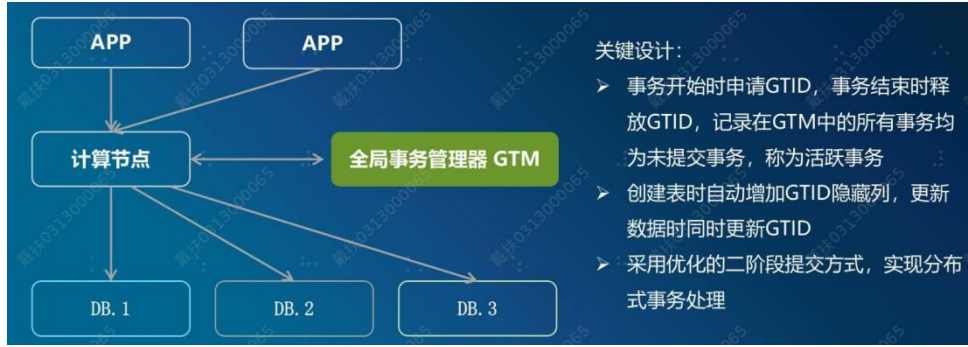 APP
APP
计算节点
全局事务管理器 GTM
DB.1
DB.2
DB.3
关键设计：
➢ 事务开始时申请GTID，事务结束时释
放GTID，记录在GTM中的所有事务均
为未提交事务，称为活跃事务
➢ 创建表时自动增加GTID隐藏列，更新
数据时同时更新GTID
➢ 采用优化的二阶段提交方式，实现分布
式事务处理